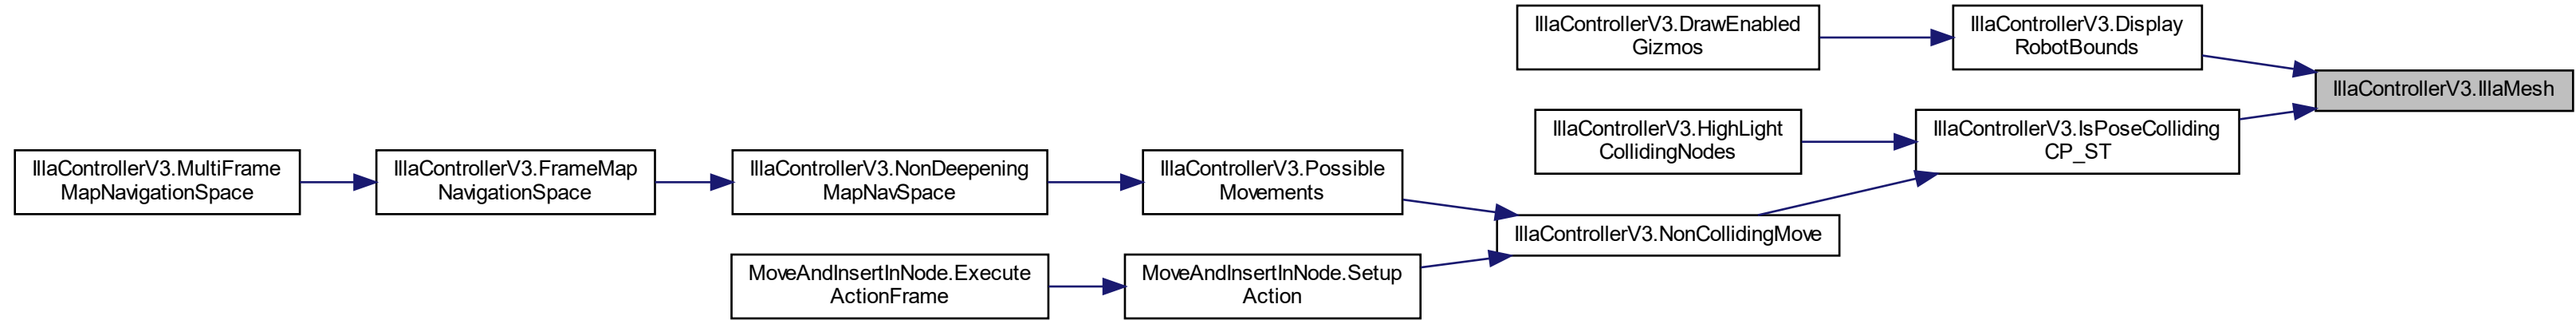 IllaControllerV3.DrawEnabled
Gizmos
IllaControllerV3.Display
RobotBounds
IllaControllerV3.IllaMesh
IllaControllerV3.HighLight
CollidingNodes
IllaControllerV3.IsPoseColliding
CP_ST
IllaControllerV3.MultiFrame
MapNavigationSpace
IllaControllerV3.FrameMap
NavigationSpace
IllaControllerV3.NonDeepening
MapNavSpace
IllaControllerV3.Possible
Movements
IllaControllerV3.NonCollidingMove
MoveAndInsertInNode.Execute
ActionFrame
MoveAndInsertInNode.Setup
Action